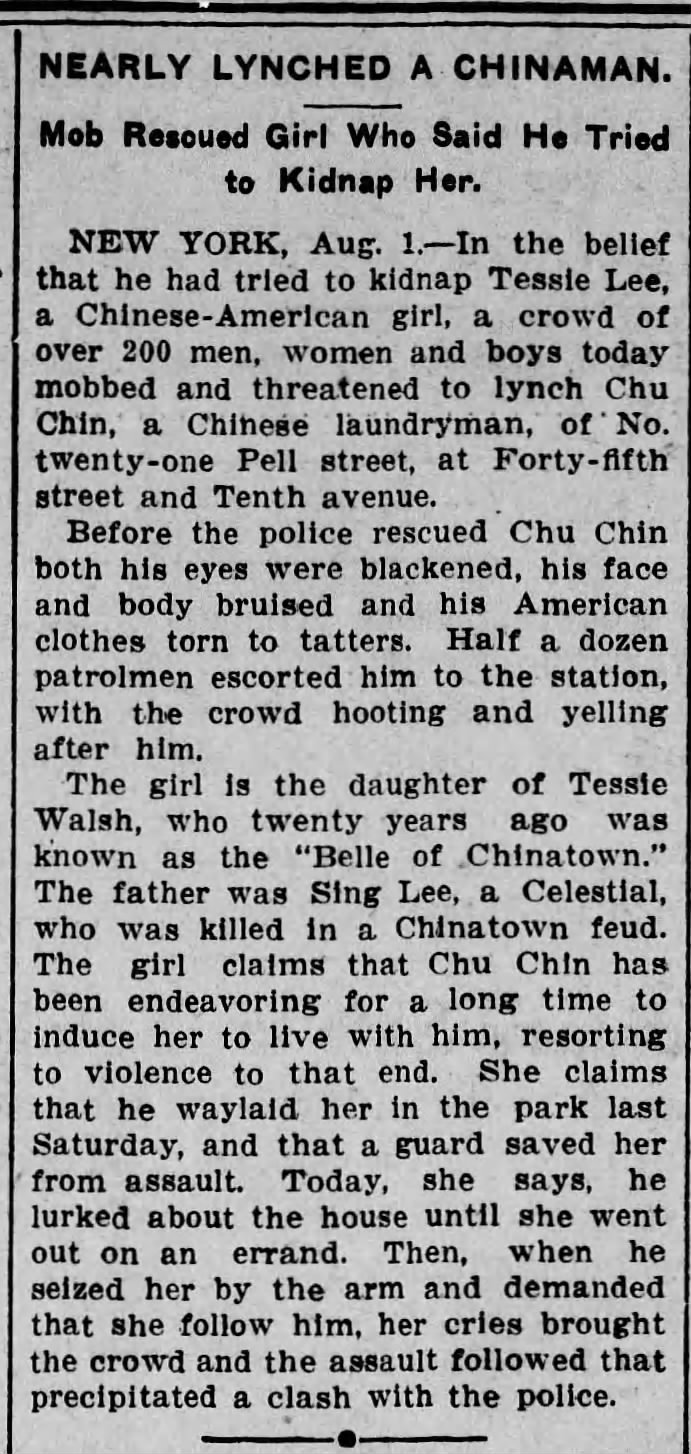 NEARLY LYNCHED A CHINAMAN.
Mob Rescued Girl Who Said He Tried
to Kidnap Her.
NEW YORK, Aug. 1.—In the belief
that he had tried to kidnap Tessie Lee,
a Chinese-American girl, a crowd of
over 200 men, women and boys today
mobbed and threatened to lynch Chu
Chin, a Chinese laundryman, of No.
twenty-one Pell street, at Forty-fifth
street and Tenth avenue.
Before the police rescued Chu Chin
both his eyes were blackened, his face
and body bruised and his American
clothes torn to tatters. Half a dozen
patrolmen escorted him to the station,
with the crowd hooting and yelling
after him.
The girl is the daughter of Tessie
Walsh, who twenty years ago was
known as the "Belle of Chinatown."
The father was Sing Lee, a Celestial,
who was killed in a Chinatown feud.
The girl claims that Chu Chin has
been endeavoring for a long time to
induce her to live with him, resorting
to violence to that end. She claims
that he waylaid her in the park last
Saturday, and that a guard saved her
from assault. Today, she says, he
lurked about the house until she went
out on an errand. Then, when he
seized her by the arm and demanded
that she follow him, her cries brought
the crowd and the assault followed that
precipitated a clash with the police.